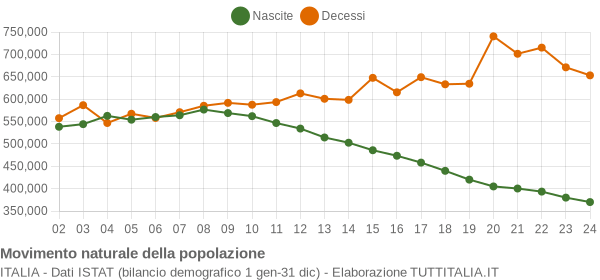 Nascite Decessi
750,000
700,000
650,000
600,000
550,000
500,000
450,000
400,000
350,000
02 03 04 05 06 07 08 09 10 11 12 13 14 15 16 17 18 19 20 21 22 23 24
Movimento naturale della popolazione
ITALIA - Dati ISTAT (bilancio demografico 1 gen-31 dic) - Elaborazione TUTTITALIA.IT